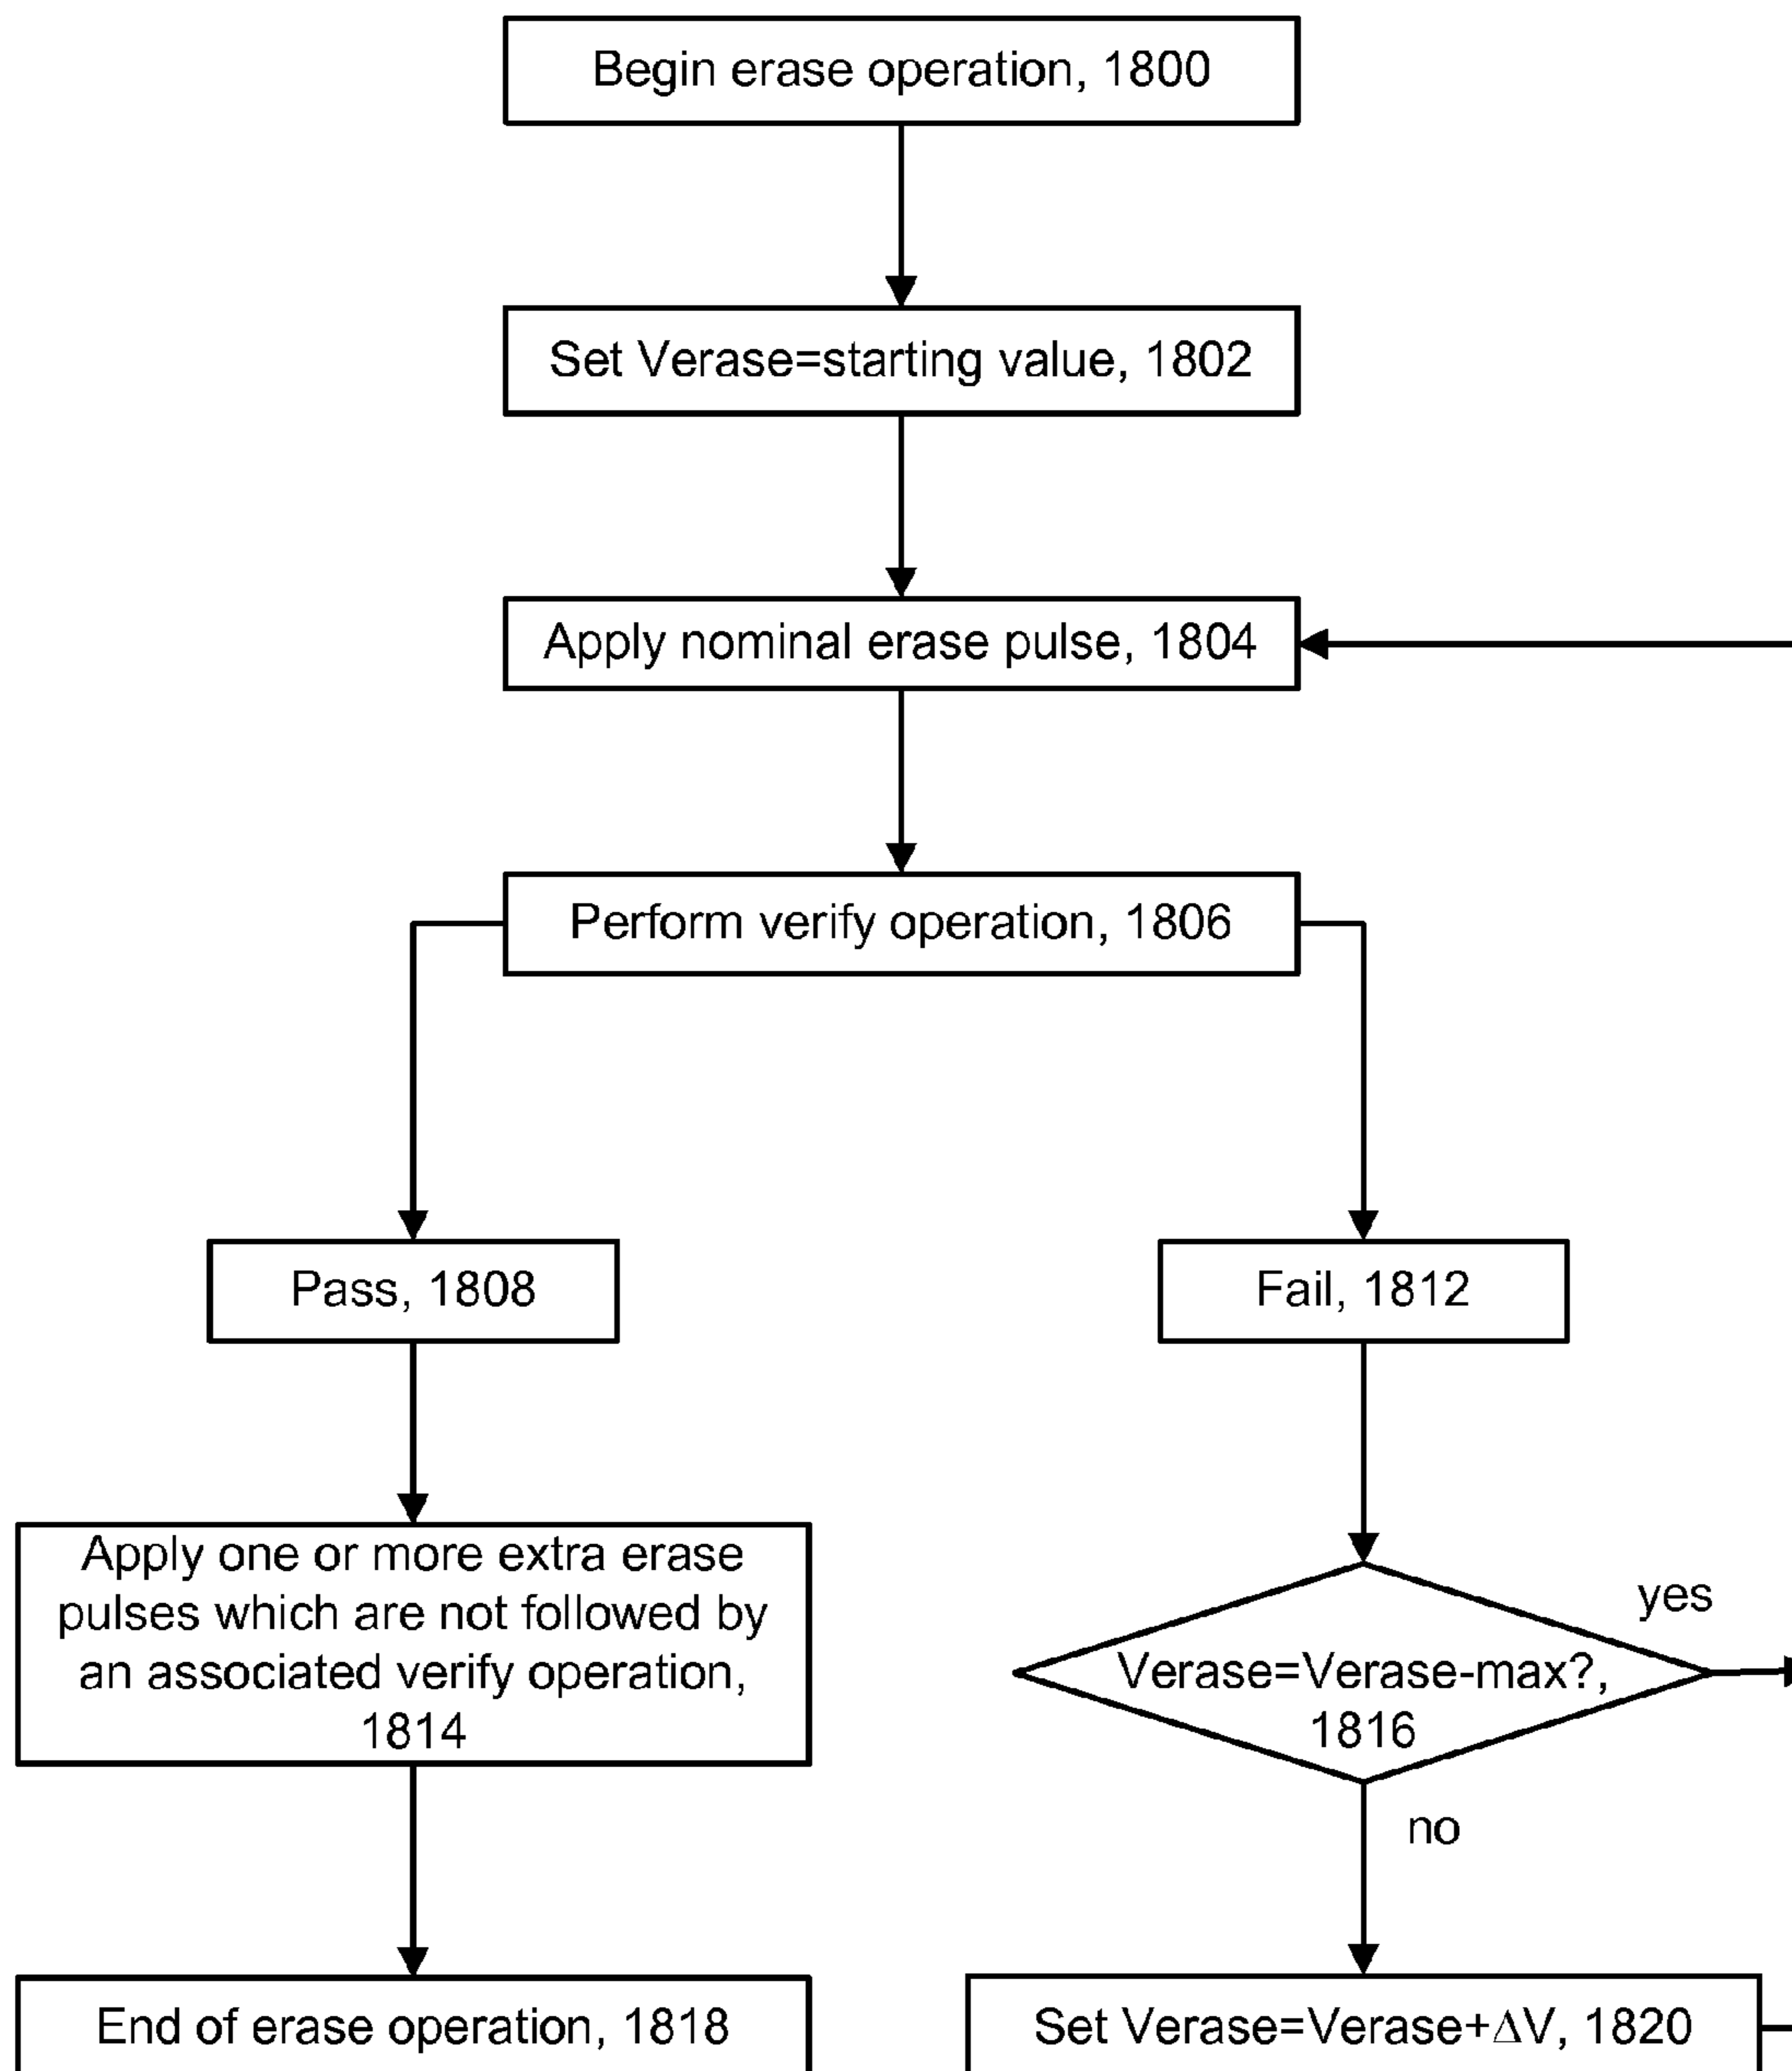 Begin erase operation, 1800
Set Verase=starting value, 1802
Apply nominal erase pulse, 1804
Perform verify operation, 1806
Pass, 1808
Fail, 1812
Apply one or more extra erase
pulses which are not followed by
an associated verify operation,
1814
yes
Verase=Verase-max?,
1816
no
End of erase operation, 1818
Set Verase=Verase+ΔV, 1820